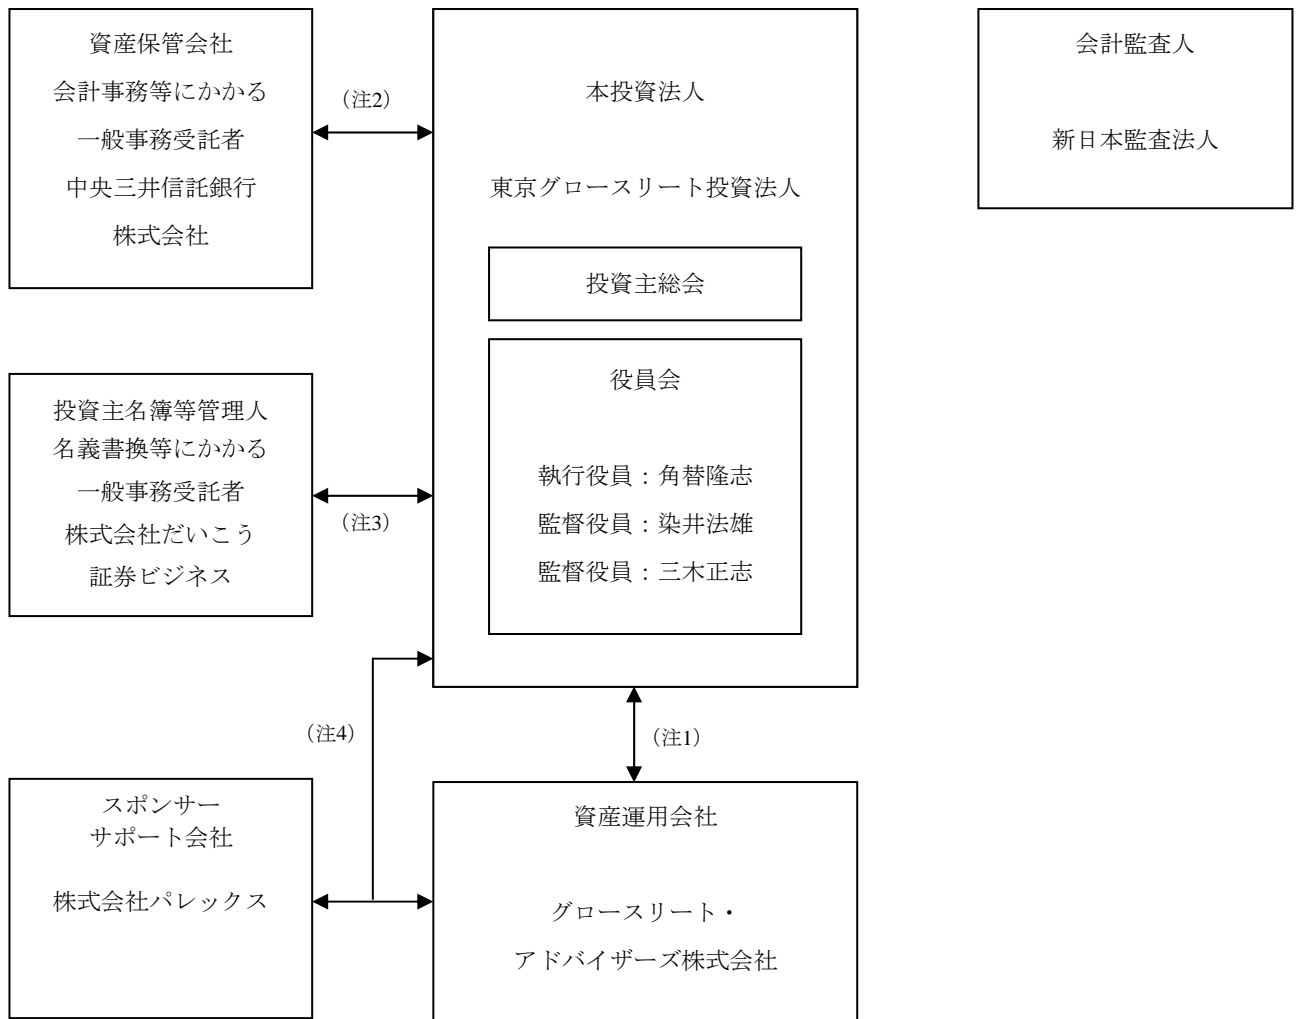 資産保管会社
会計事務等にかかる
一般事務受託者
中央三井信託銀行
株式会社
（注2）
本投資法人
東京グロースリート投資法人
投資主総会
役員会
執行役員：角替隆志
監督役員：染井法雄
監督役員：三木正志
会計監査人
新日本監査法人
投資主名簿等管理人
名義書換等にかかる
一般事務受託者
株式会社だいこう
証券ビジネス
（注3）
（注4）
（注1）
スポンサー
サポート会社
株式会社パレックス
資産運用会社
グロースリート・
アドバイザーズ株式会社